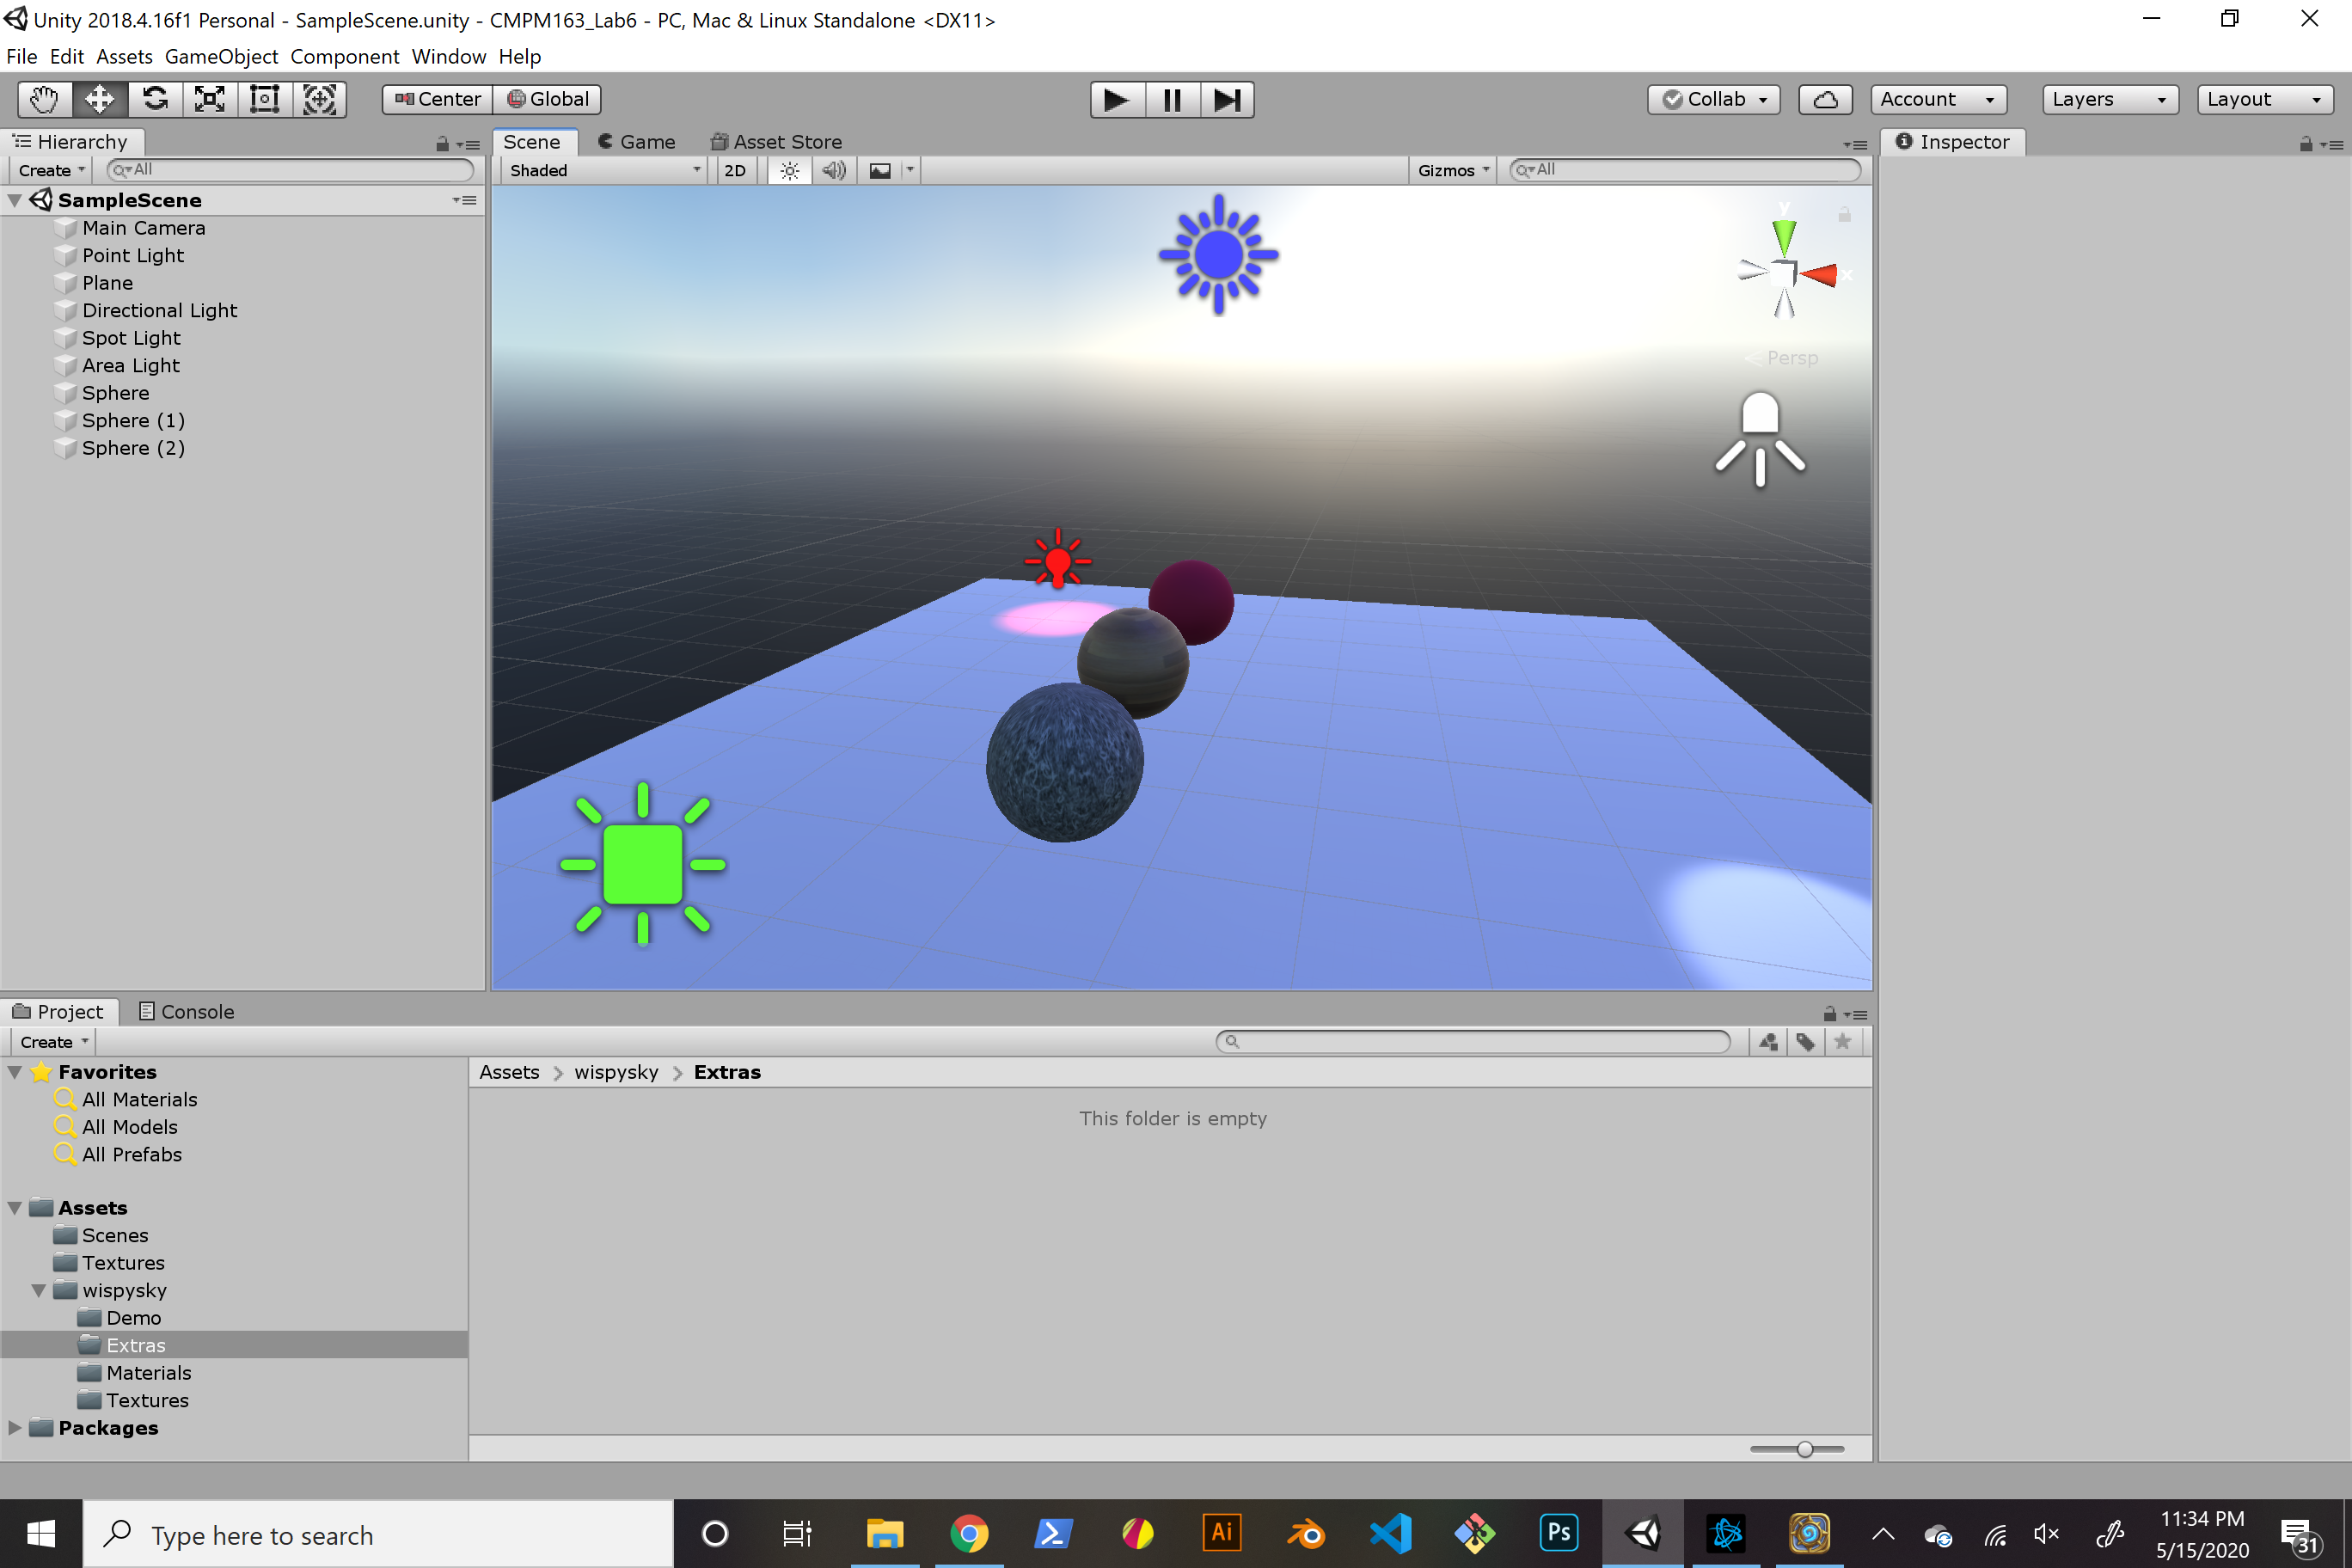 Unity 2018.4.16f1 Personal - SampleScene.unity - CMPM163_Lab6 - PC, Mac & Linux Standalone <DX11>
File Edit Assets GameObject Component Window Help
Center Global Collab Account Layers Layout
Hierarchy Scene Game Asset Store Inspector
Create All Shaded 2D Gizmos All
SampleScene
Main Camera
Point Light
Plane
Directional Light
Spot Light
Area Light
Sphere
Sphere (1)
Sphere (2)
y
x
< Persp
Project Console
Create
Favorites
All Materials
All Models
All Prefabs
Assets
Scenes
Textures
wispysky
Demo
Extras
Materials
Textures
Packages
Assets > wispysky > Extras
This folder is empty
Type here to search
Ai
Ps
11:34 PM
5/15/2020
31